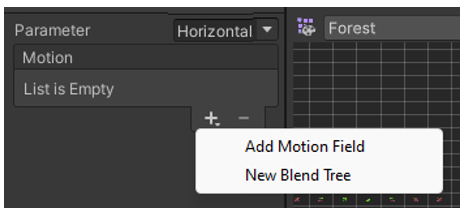 Parameter
Horizontal
Forest
Motion
List is Empty
Add Motion Field
New Blend Tree